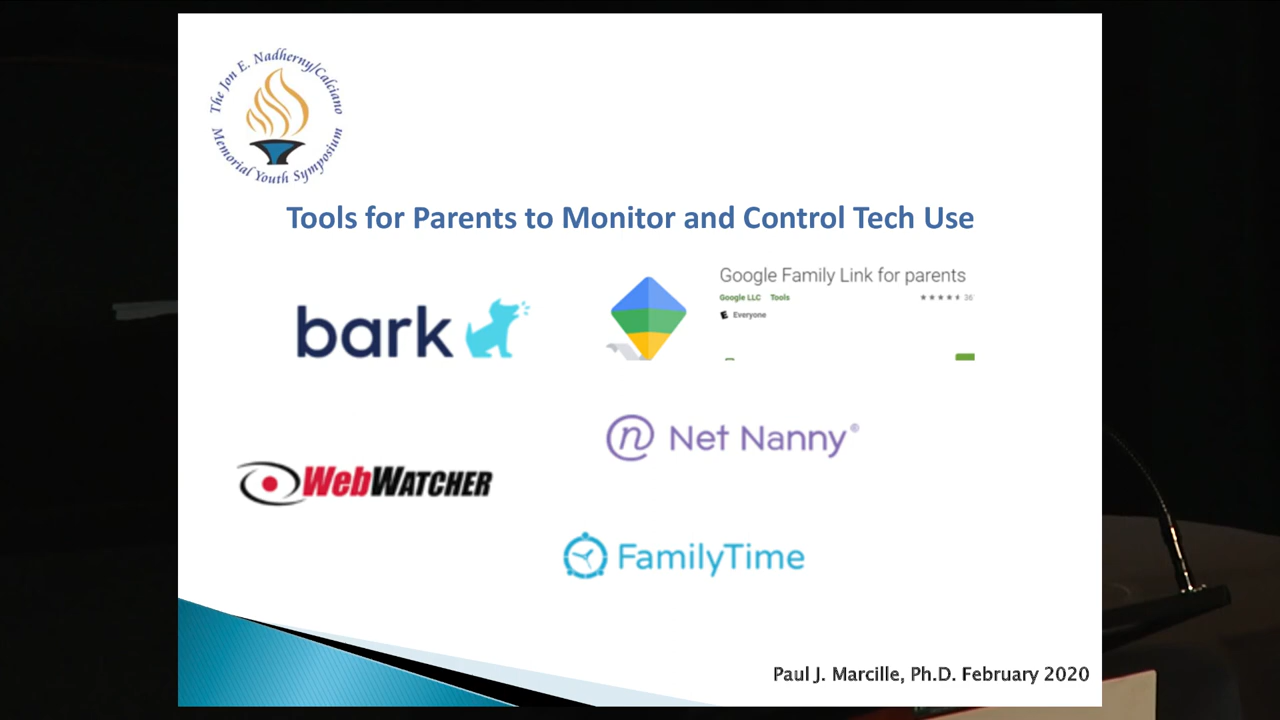 The Jon E. Nadherny/Calciano
Memorial Youth Symposium
Tools for Parents to Monitor and Control Tech Use
bark
Google Family Link for parents
Google LLC Tools
36
E Everyone
n Net Nanny®
WebWatcher
FamilyTime
Paul J. Marcille, Ph.D. February 2020